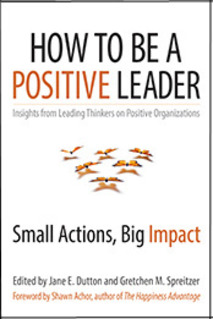 HOW TO BE A
POSITIVE LEADER
Insights from Leading Thinkers on Positive Organizations
Small Actions, Big Impact
Edited by Jane E. Dutton and Gretchen M. Spreitzer
Foreword by Shawn Achor, author of The Happiness Advantage